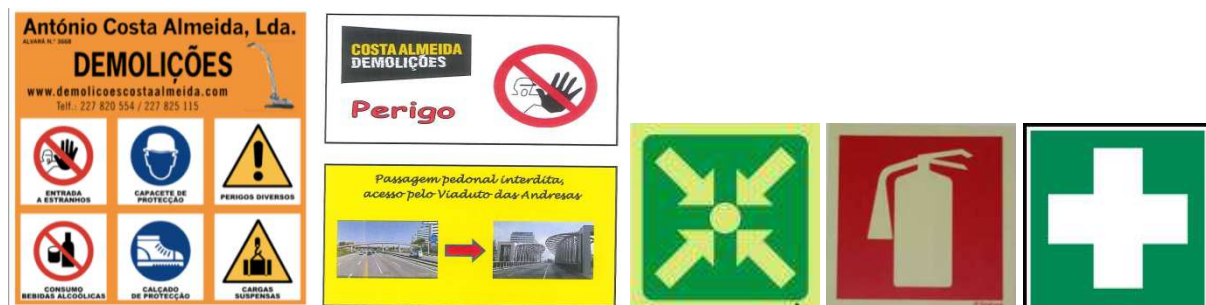 António Costa Almeida, Lda.
ALVARÁ N.º 3668
DEMOLIÇÕES
www.demolicoescostaalmeida.com
Telf.: 227 820 554 / 227 825 115
ENTRADA
A ESTRANHOS
CAPACETE DE
PROTECÇÃO
PERIGOS DIVERSOS
CONSUMO
BEBIDAS ALCOÓLICAS
CALÇADO
DE PROTECÇÃO
CARGAS
SUSPENSAS
COSTA ALMEIDA
DEMOLIÇÕES
Perigo
Passagem pedonal interdita,
acesso pelo Viaduto das Andresas